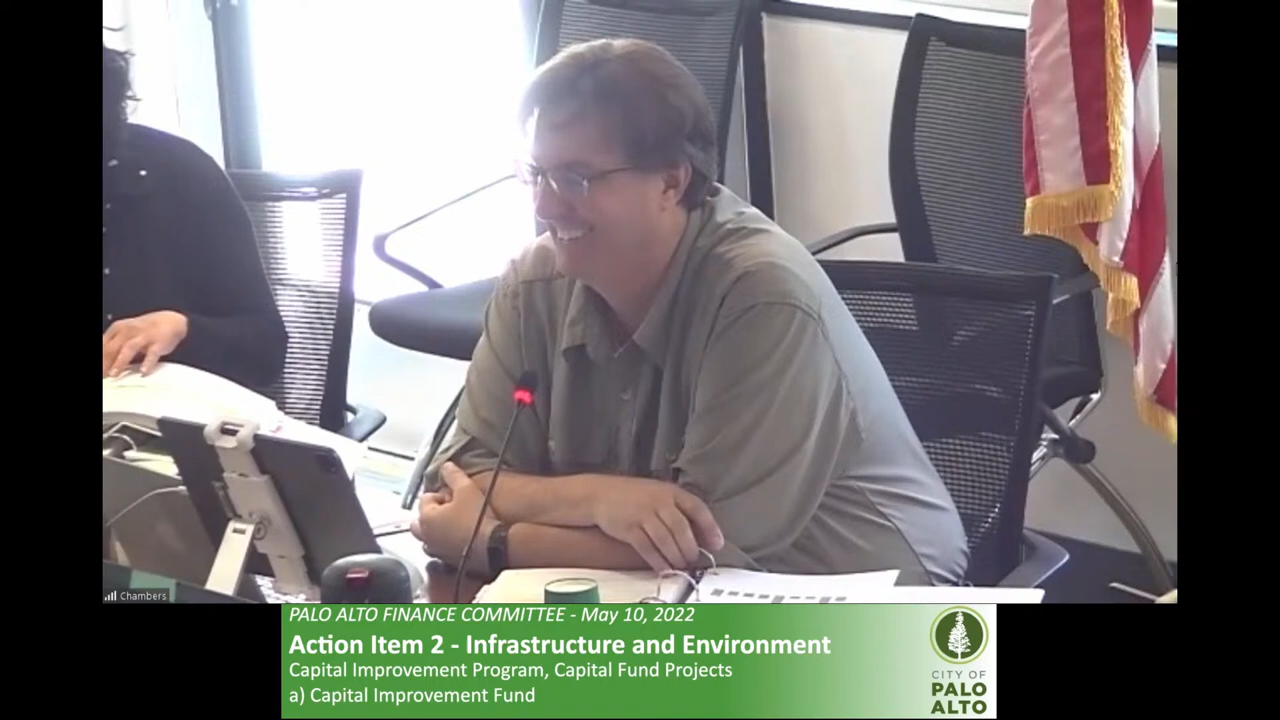 Chambers
PALO ALTO FINANCE COMMITTEE - May 10, 2022
Action Item 2 - Infrastructure and Environment
Capital Improvement Program, Capital Fund Projects
a) Capital Improvement Fund
CITY OF
PALO
ALTO